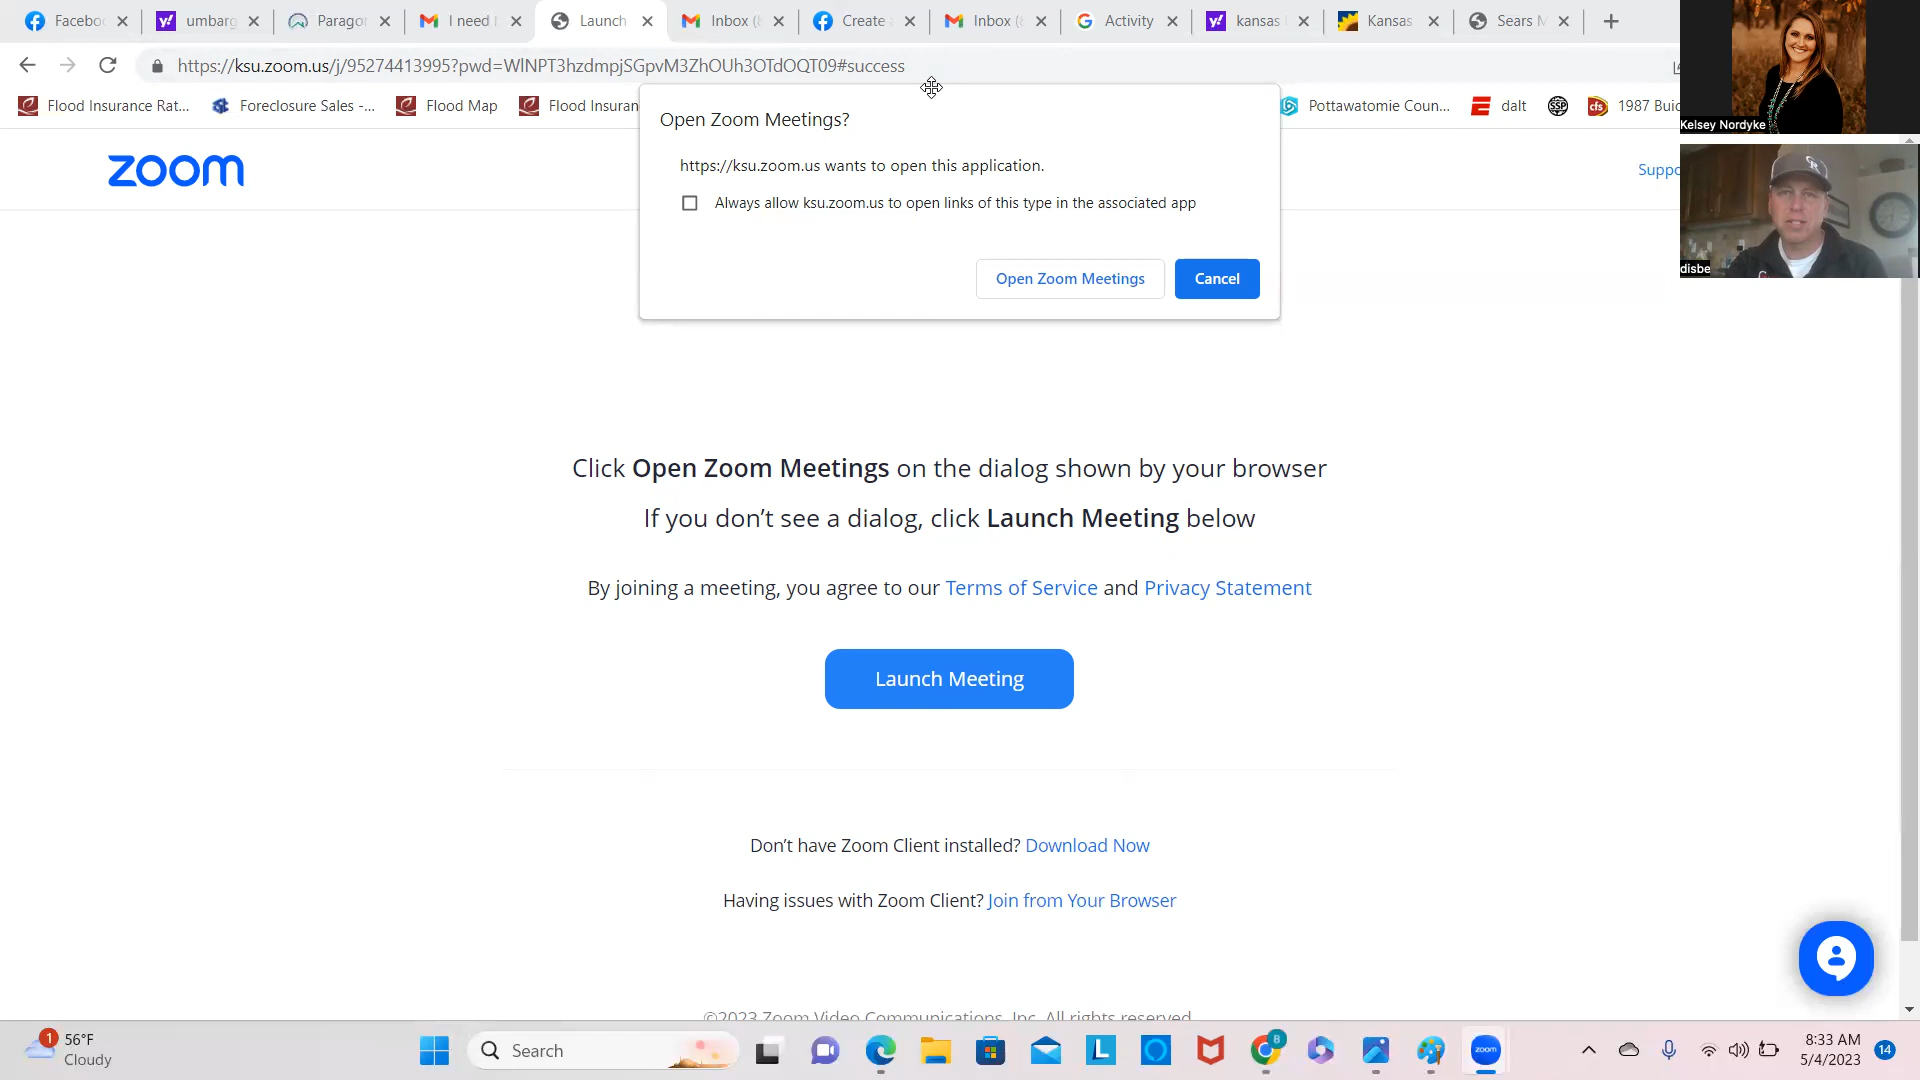 Facebo
umbarg
Paragon
I need
Launch
Inbox (
Create
Inbox (
Activity
kansas
Kansas
Sears M
https://ksu.zoom.us/j/95274413995?pwd=WlNPT3hzdmpjSGpvM3ZhOUh3OTdOQT09#success
Flood Insurance Rat...
Foreclosure Sales -...
Flood Map
Flood Insuran
Pottawatomie Coun...
dalt
SSP
cfs
1987 Buic
Kelsey Nordyke
Open Zoom Meetings?
https://ksu.zoom.us wants to open this application.
Always allow ksu.zoom.us to open links of this type in the associated app
Open Zoom Meetings
Cancel
zoom
Suppo
disbe
Click Open Zoom Meetings on the dialog shown by your browser
If you don’t see a dialog, click Launch Meeting below
By joining a meeting, you agree to our Terms of Service and Privacy Statement
Launch Meeting
Don’t have Zoom Client installed? Download Now
Having issues with Zoom Client? Join from Your Browser
©2023 Zoom Video Communications, Inc. All rights reserved.
1
56°F
Cloudy
Search
L
B
zoom
8:33 AM
5/4/2023
14